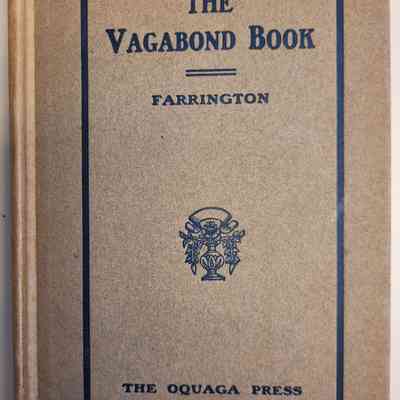 THE
VAGABOND BOOK
FARRINGTON
THE OQUAGA PRESS